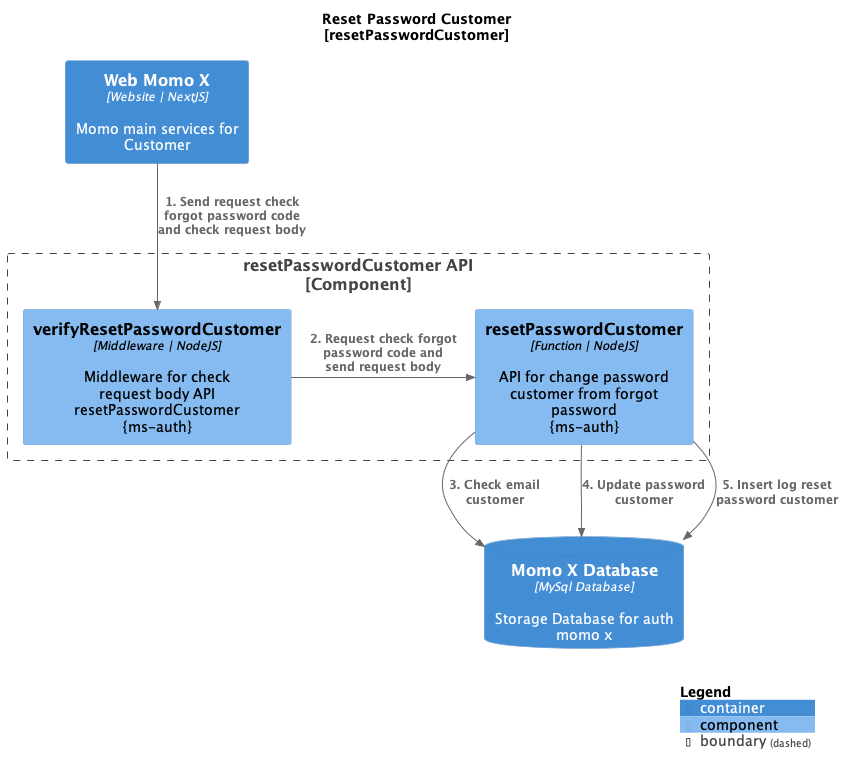 Reset Password Customer
[resetPasswordCustomer]
Web Momo X
[Website | NextJS]
Momo main services for
Customer
1. Send request check
forgot password code
and check request body
resetPasswordCustomer API
[Component]
verifyResetPasswordCustomer
[Middleware | NodeJS]
Middleware for check
request body API
resetPasswordCustomer
{ms-auth}
2. Request check forgot
password code and
send request body
resetPasswordCustomer
[Function | NodeJS]
API for change password
customer from forgot
password
{ms-auth}
3. Check email
customer
4. Update password
customer
5. Insert log reset
password customer
Momo X Database
[MySql Database]
Storage Database for auth
momo x
Legend
container
component
boundary (dashed)